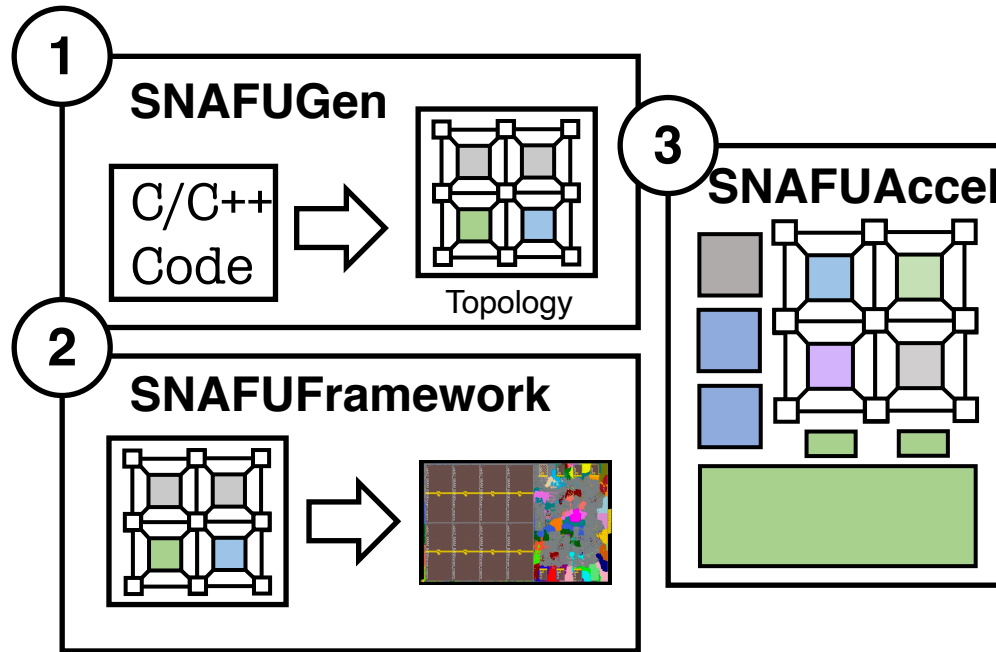 1
SNAFUGen
C/C++
Code
Topology
2
SNAFUFramework
3
SNAFUAccel